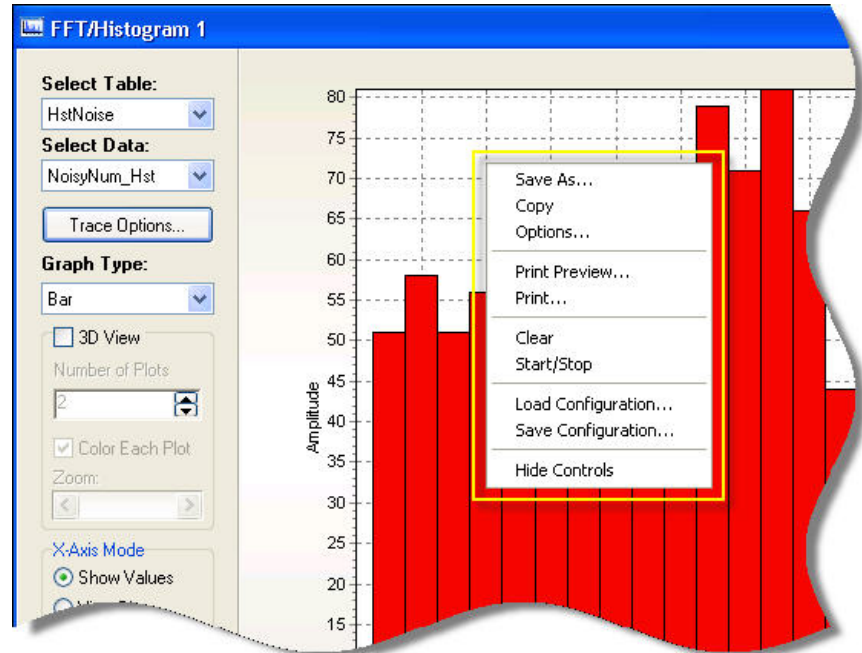 FFT/Histogram 1
Select Table:
HstNoise
Select Data:
NoisyNum_Hst
Trace Options...
Graph Type:
Bar
3D View
Number of Plots
2
Color Each Plot
Zoom:
X-Axis Mode
Show Values
80
75
70
65
60
55
50
45
40
35
30
25
20
15
Amplitude
Save As...
Copy
Options...
Print Preview...
Print...
Clear
Start/Stop
Load Configuration...
Save Configuration...
Hide Controls